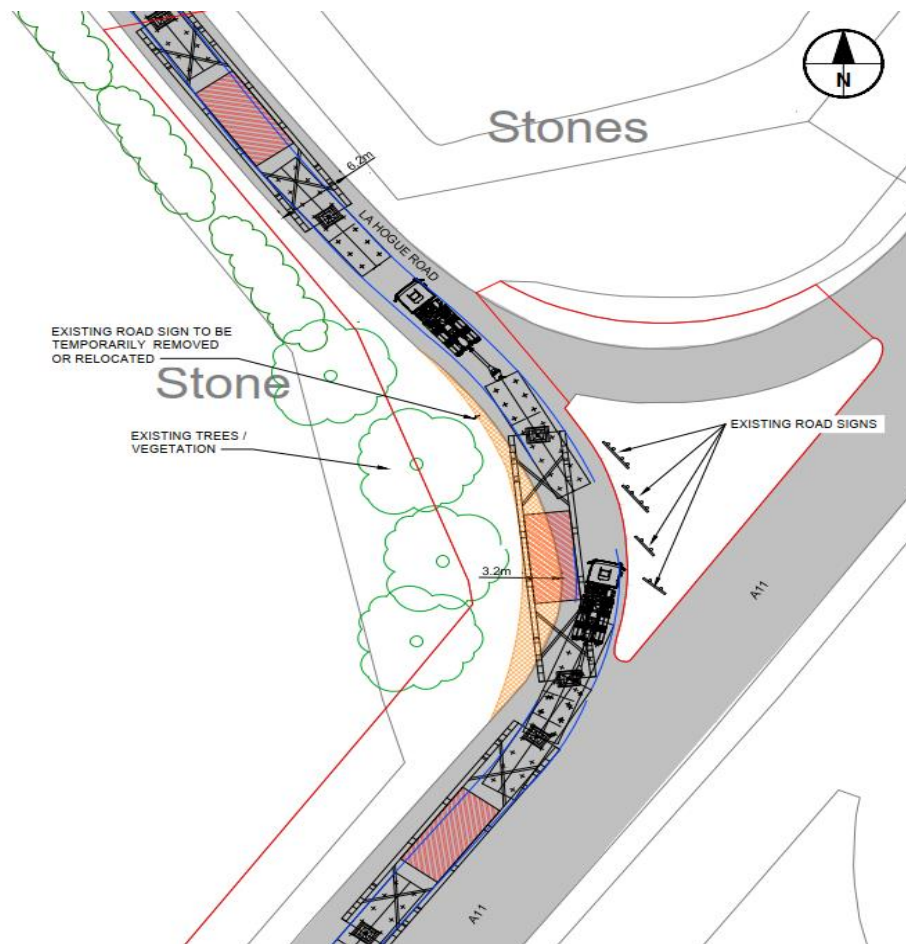 N
Stones
6.2m
LA HOGUE ROAD
EXISTING ROAD SIGN TO BE
TEMPORARILY REMOVED
OR RELOCATED
Stone
EXISTING TREES /
VEGETATION
EXISTING ROAD SIGNS
3.2m
A11
A11